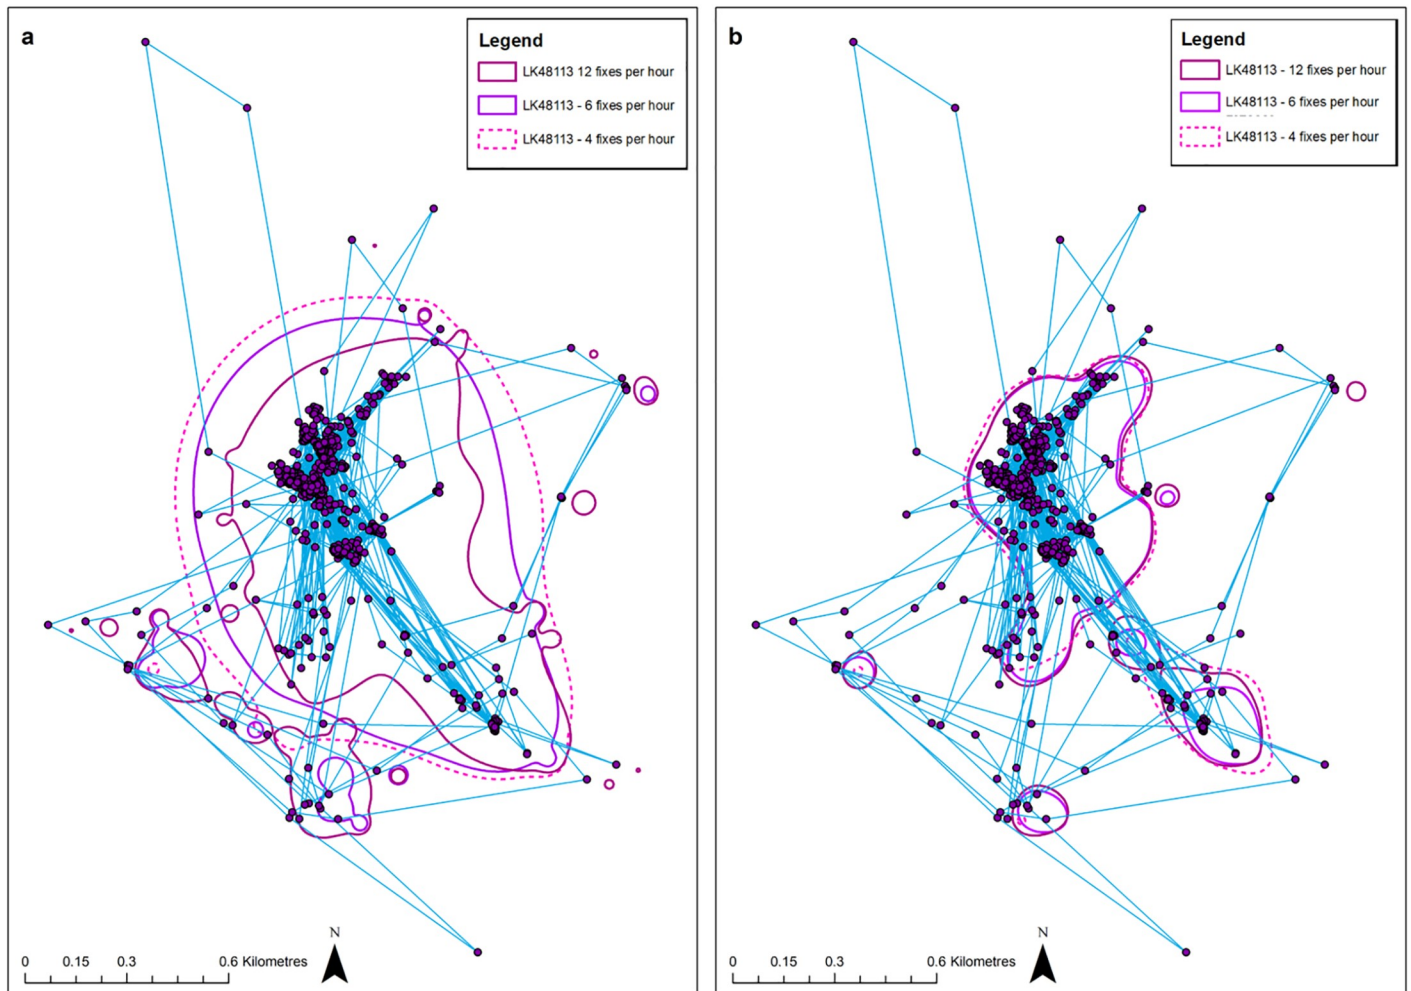 a
Legend
LK48113 12 fixes per hour
LK48113 - 6 fixes per hour
LK48113 - 4 fixes per hour
N
0 0.15 0.3 0.6 Kilometres
b
Legend
LK48113 - 12 fixes per hour
LK48113 - 6 fixes per hour
LK48113 - 4 fixes per hour
N
0 0.15 0.3 0.6 Kilometres